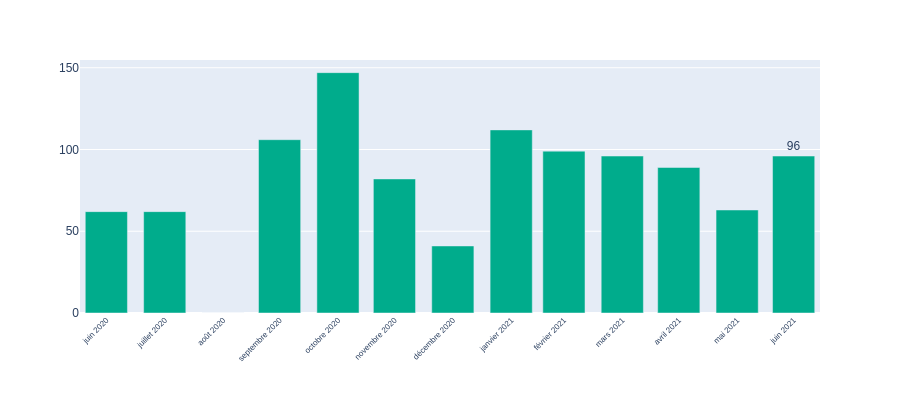 150
100
50
0
96
juin 2020
juillet 2020
août 2020
septembre 2020
octobre 2020
novembre 2020
décembre 2020
janvier 2021
février 2021
mars 2021
avril 2021
mai 2021
juin 2021